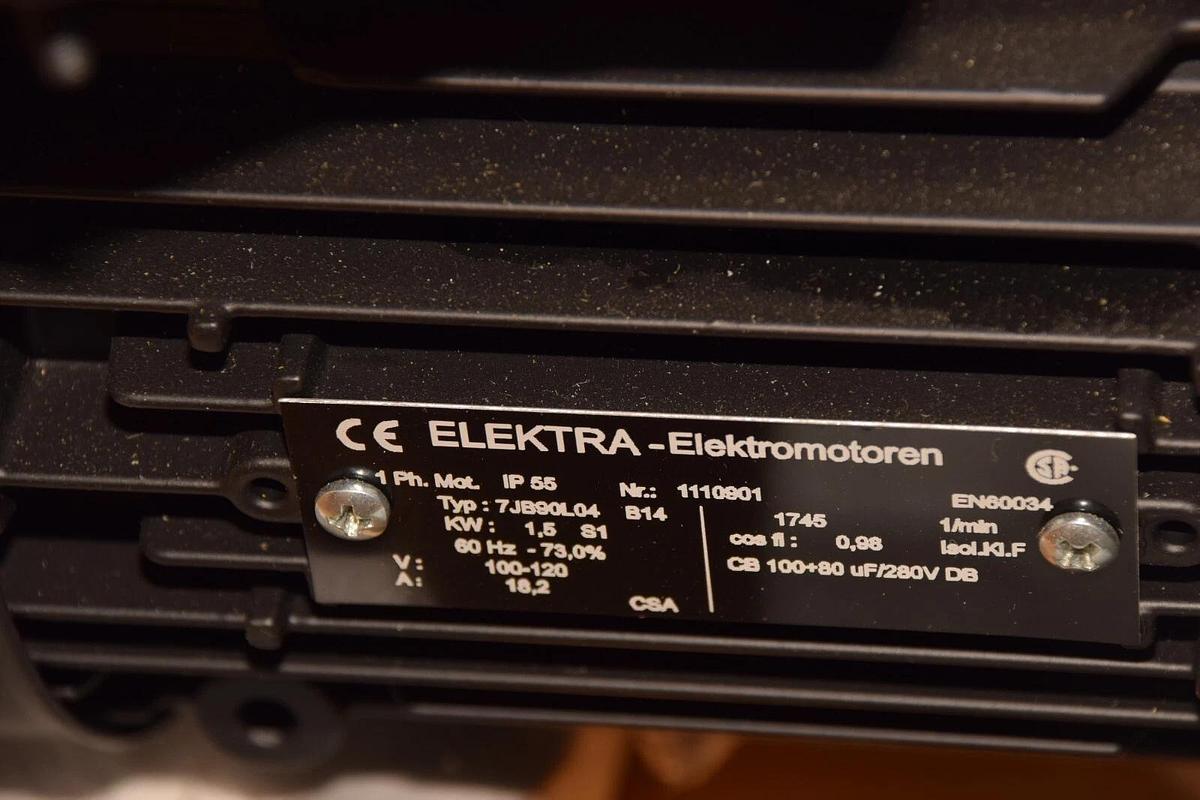 CE ELEKTRA - Elektromotoren
1 Ph. Mot. IP 55 Nr.: 1110901 EN60034
Typ : 7JB90L04 B14 1745 1/min
KW : 1,5 S1 cos fi : 0,98 Isol.Kl.F
60 Hz - 73,0% CB 100+80 uF/280V DB
V : 100-120
A : 18,2 CSA